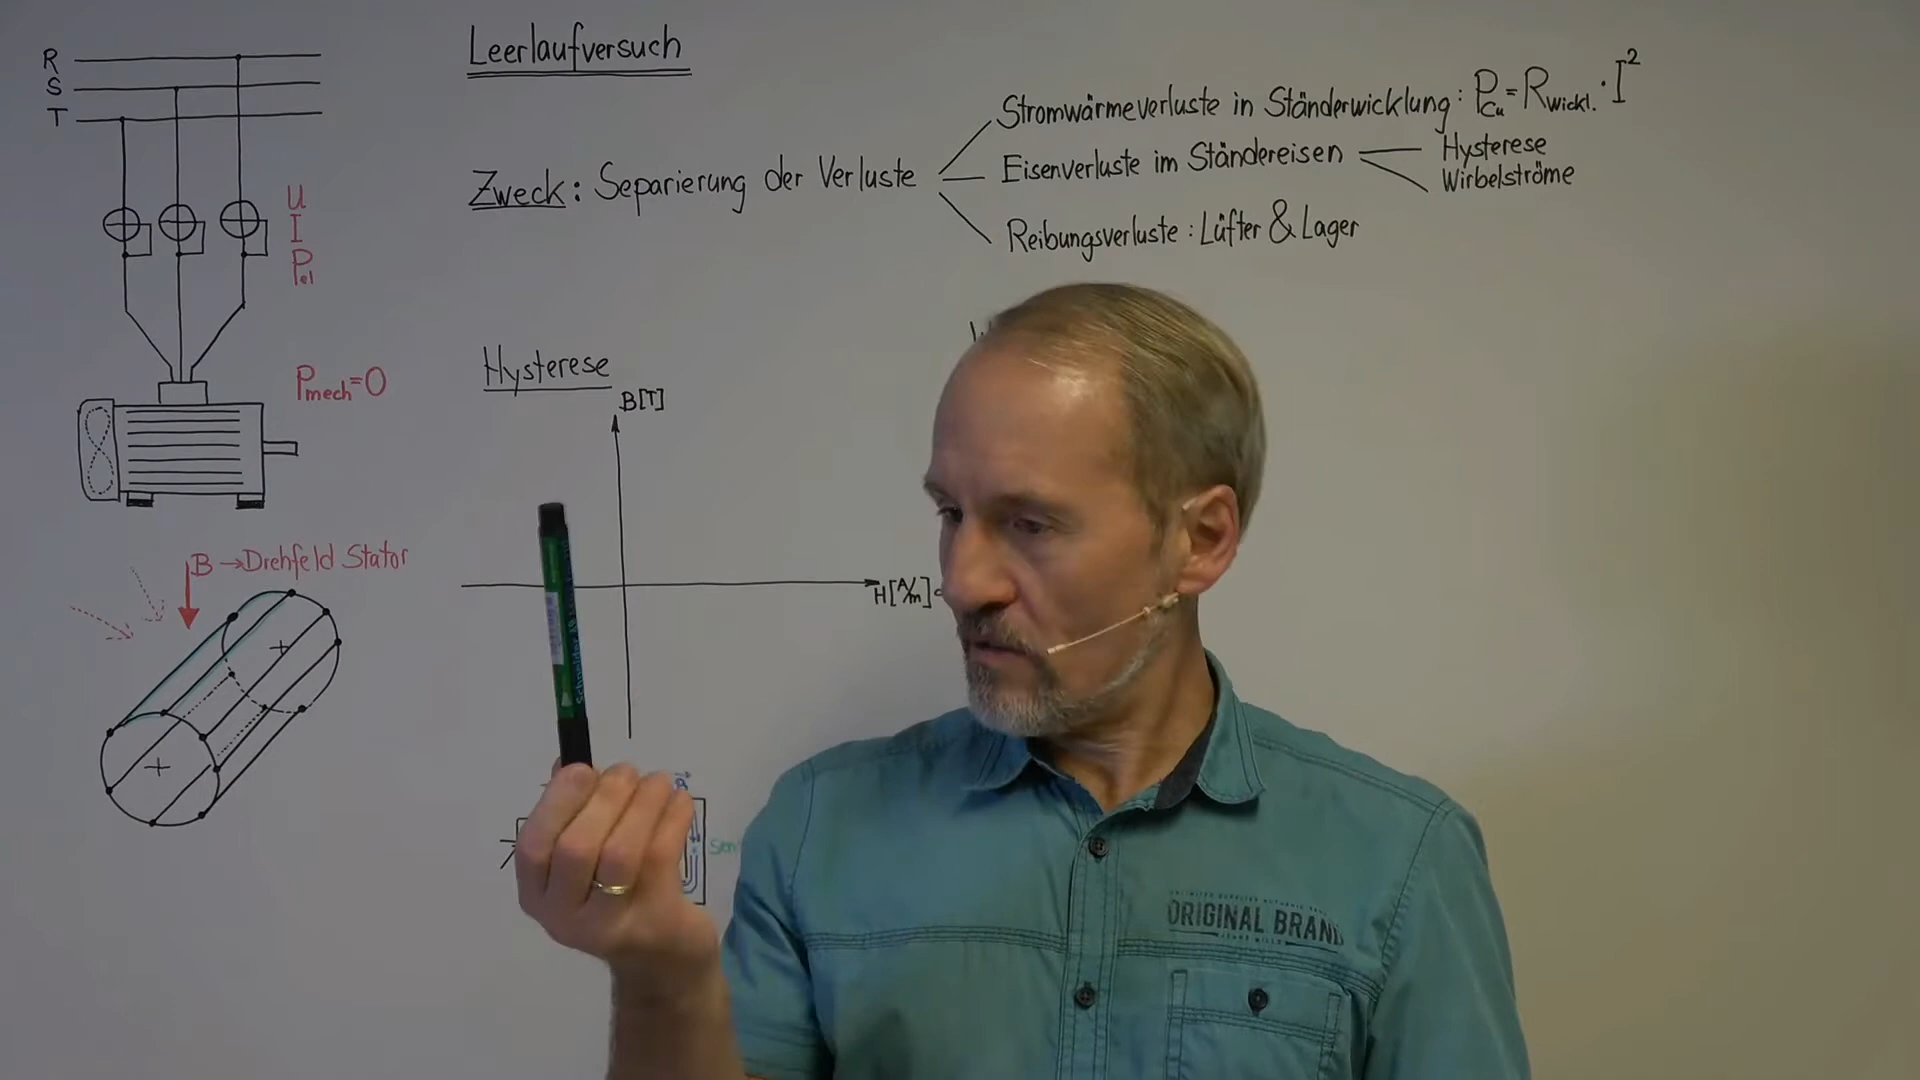 Leerlaufversuch
R
S
T
U
I
Pel
Zweck: Separierung der Verluste
Stromwärmeverluste in Ständerwicklung: PCu = Rwickl. · I²
Eisenverluste im Ständereisen
Hysterese
Wirbelströme
Reibungsverluste: Lüfter & Lager
Pmech=0
Hysterese
B[T]
H[A/m]
B → Drehfeld Stator
Schneider
ORIGINAL BRAND